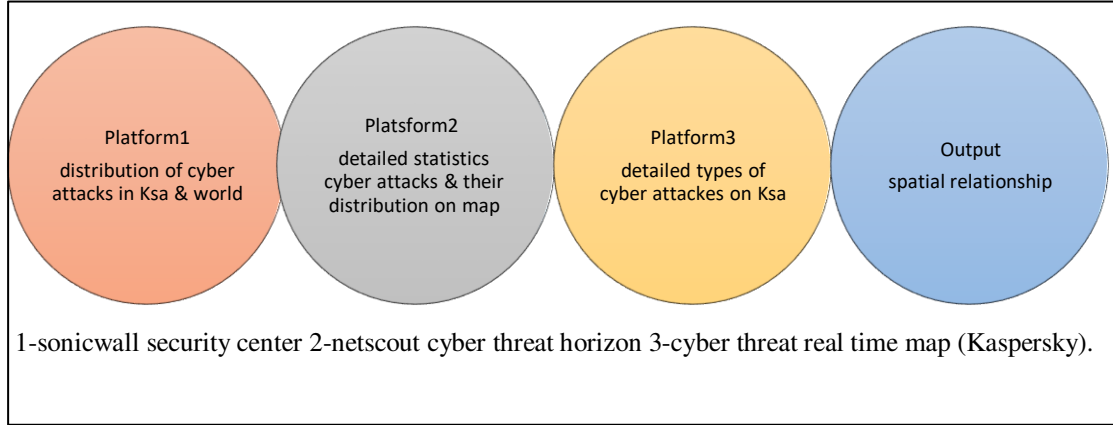 Platform1
distribution of cyber
attacks in Ksa & world
Platsform2
detailed statistics
cyber attacks & their
distribution on map
Platform3
detailed types of
cyber attackes on Ksa
Output
spatial relationship
1-sonicwall security center 2-netscout cyber threat horizon 3-cyber threat real time map (Kaspersky).